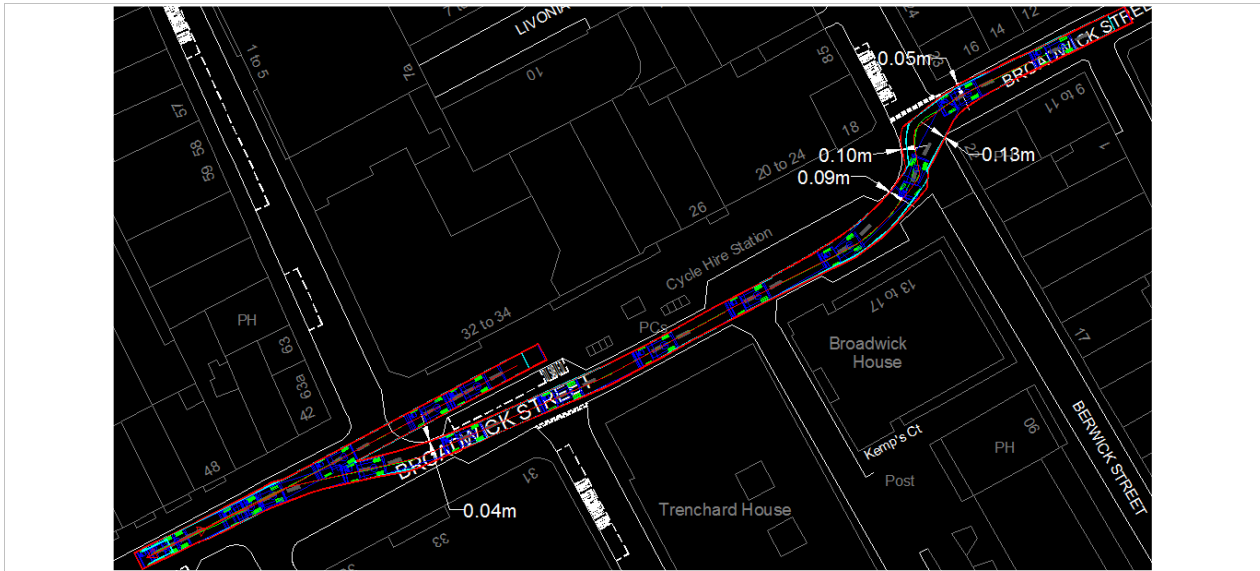 LIVONIA
24
12
14
16
BROADWICK STREE
0.05m
85
1 to 5
7a
10
9 to 11
57
58
59
18
20 to 24
0.10m
0.13m
1
0.09m
26
Cycle Hire Station
PH
63
63a
42
32 to 34
PCs
13 to 17
Broadwick
House
17
BROADWICK STREET
48
31
33
0.04m
Kemp's Ct
Post
90
PH
BERWICK STREET
Trenchard House